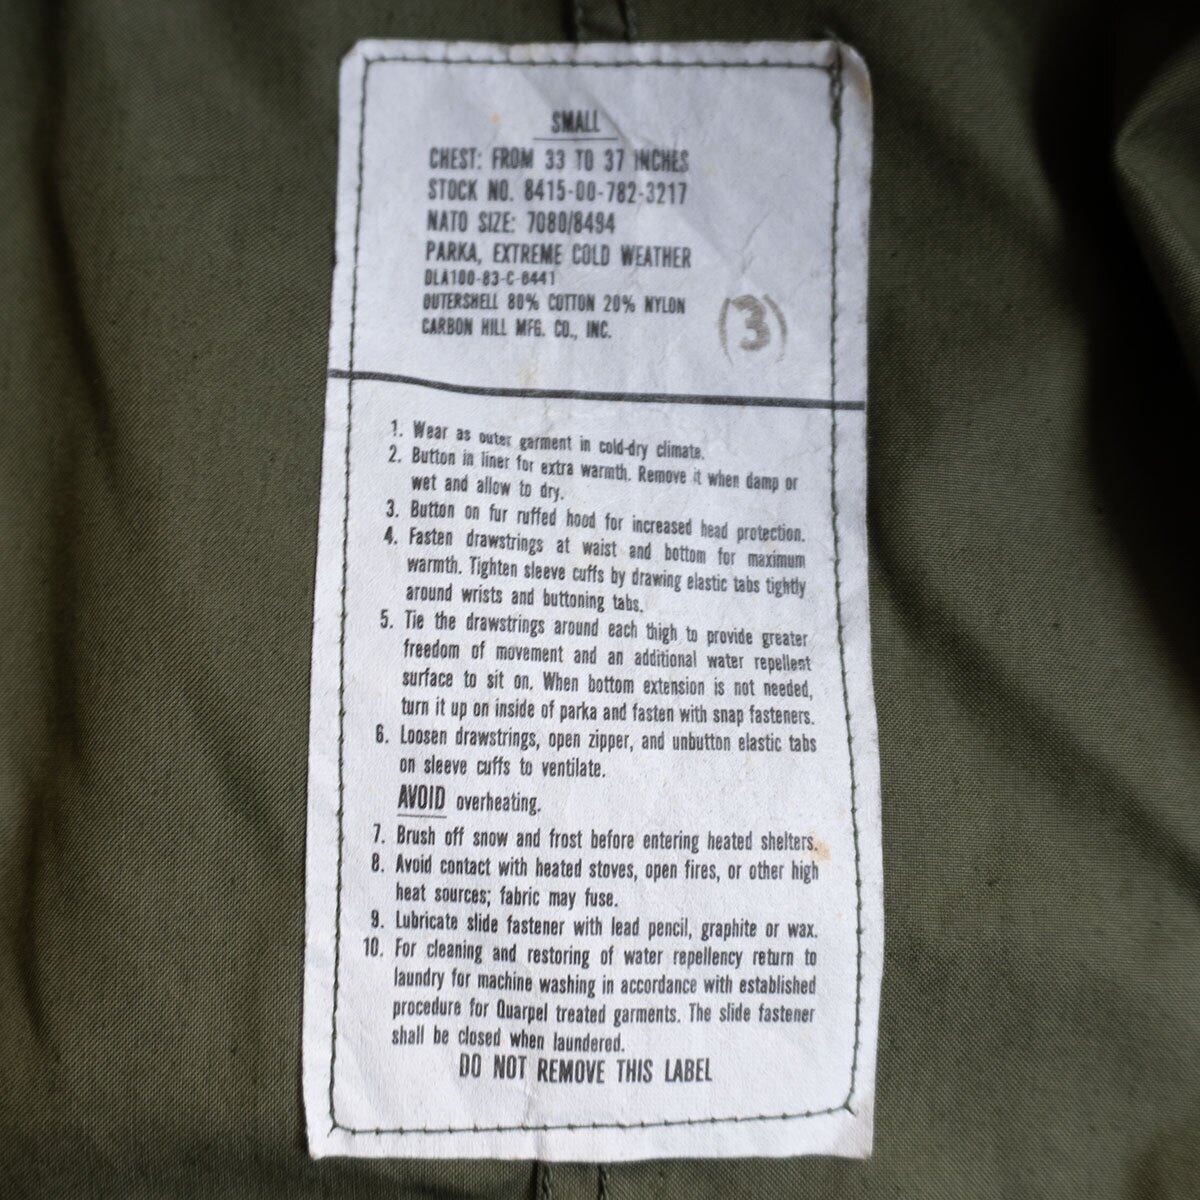 SMALL
CHEST: FROM 33 TO 37 INCHES
STOCK NO. 8415-00-782-3217
NATO SIZE: 7080/8494
PARKA, EXTREME COLD WEATHER
DLA100-83-C-8441
OUTERSHELL 80% COTTON 20% NYLON
CARBON HILL MFG. CO., INC.
(3)
1. Wear as outer garment in cold-dry climate.
2. Button in liner for extra warmth. Remove it when damp or
wet and allow to dry.
3. Button on fur ruffed hood for increased head protection.
4. Fasten drawstrings at waist and bottom for maximum
warmth. Tighten sleeve cuffs by drawing elastic tabs tightly
around wrists and buttoning tabs.
5. Tie the drawstrings around each thigh to provide greater
freedom of movement and an additional water repellent
surface to sit on. When bottom extension is not needed,
turn it up on inside of parka and fasten with snap fasteners.
6. Loosen drawstrings, open zipper, and unbutton elastic tabs
on sleeve cuffs to ventilate.
AVOID overheating.
7. Brush off snow and frost before entering heated shelters.
8. Avoid contact with heated stoves, open fires, or other high
heat sources; fabric may fuse.
9. Lubricate slide fastener with lead pencil, graphite or wax.
10. For cleaning and restoring of water repellency return to
laundry for machine washing in accordance with established
procedure for Quarpel treated garments. The slide fastener
shall be closed when laundered.
DO NOT REMOVE THIS LABEL